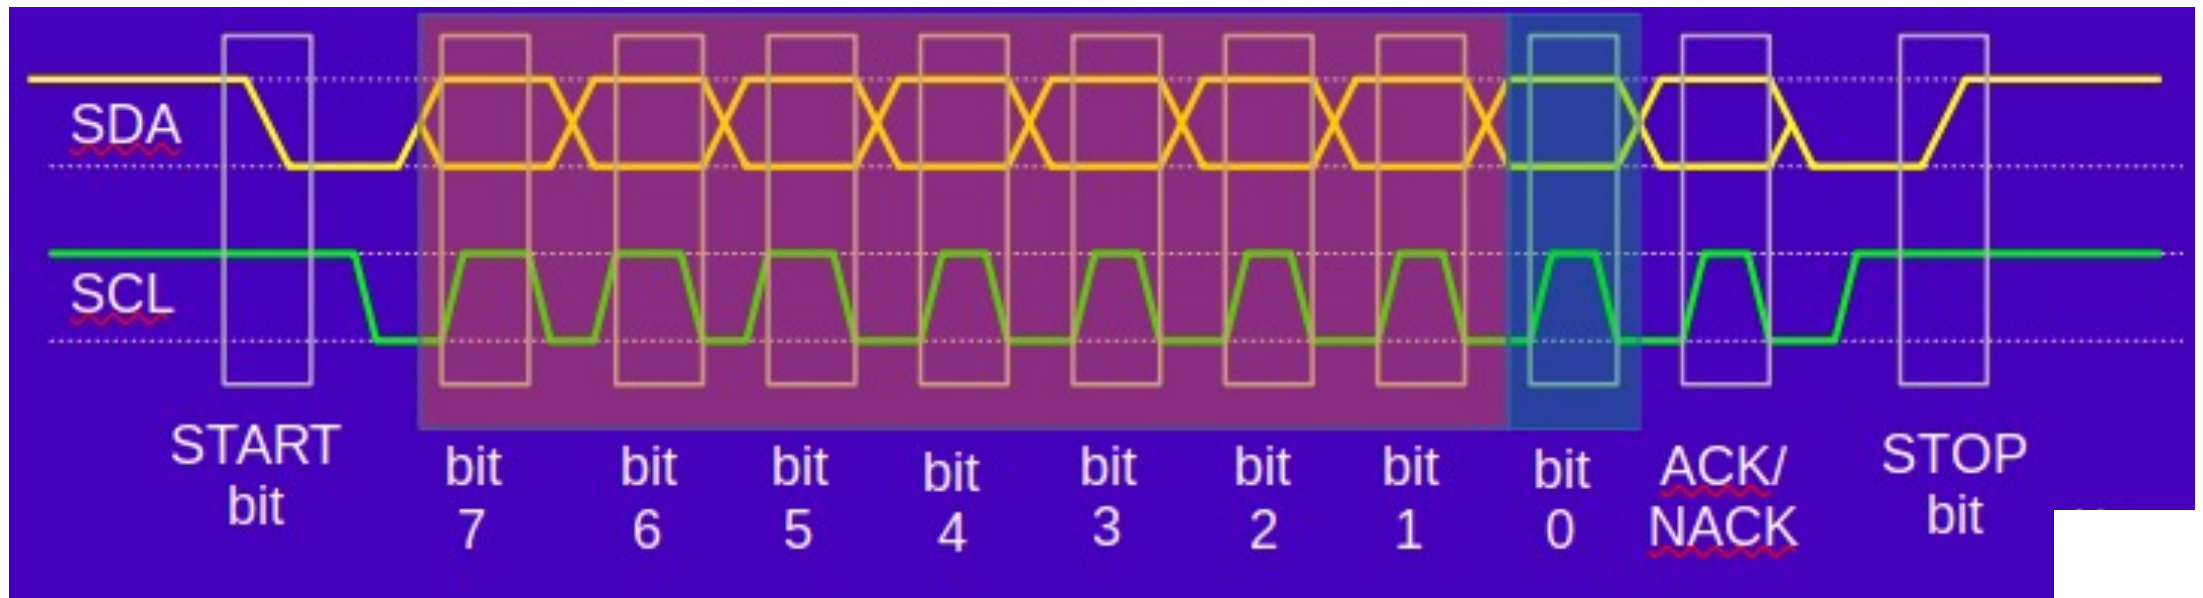 SDA
SCL
START
bit
bit
7
bit
6
bit
5
bit
4
bit
3
bit
2
bit
1
bit
0
ACK/
NACK
STOP
bit